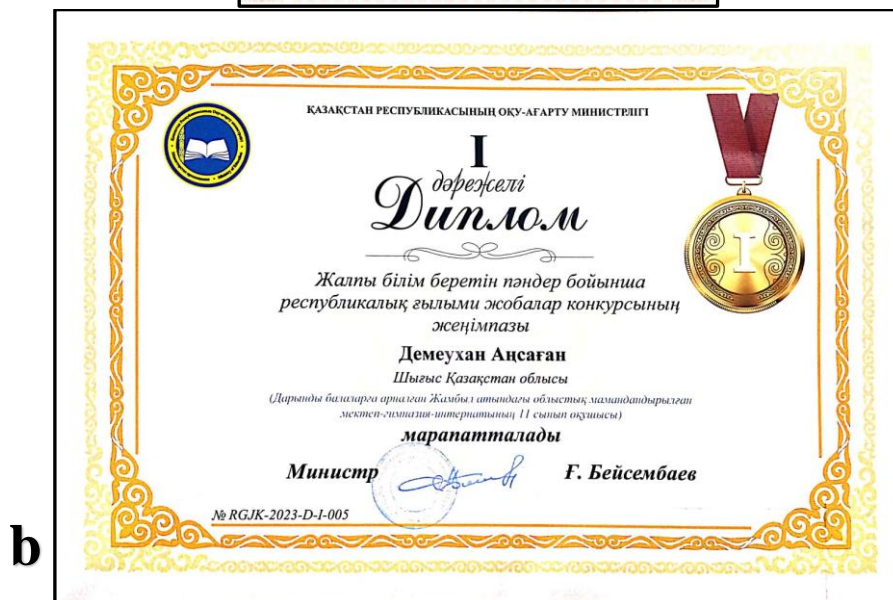 ҚАЗАҚСТАН РЕСПУБЛИКАСЫНЫҢ ОҚУ-АҒАРТУ МИНИСТРЛІГІ
I
дәрежелі
Диплом
I
Жалпы білім беретін пәндер бойынша
республикалық ғылыми жобалар конкурсының
жеңімпазы
Демеухан Аңсаған
Шығыс Қазақстан облысы
(Дарынды балаларға арналған Жамбыл атындағы облыстық мамандандырылған
мектеп-гимназия-интернатының 11 сынып оқушысы)
марапатталады
Министр Ғ. Бейсембаев
№ RGJK-2023-D-I-005
b